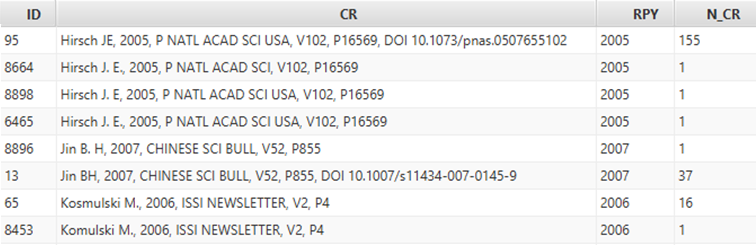 ID CR RPY N_CR
95 Hirsch JE, 2005, P NATL ACAD SCI USA, V102, P16569, DOI 10.1073/pnas.0507655102 2005 155
8664 Hirsch J. E., 2005, P NATL ACAD SCI, V102, P16569 2005 1
8898 Hirsch J. E, 2005, P NATL ACAD SCI USA, V102, P16569 2005 1
6465 Hirsch J. E., 2005, P NATL ACAD SCI USA, V102, P16569 2005 1
8896 Jin B. H, 2007, CHINESE SCI BULL, V52, P855 2007 1
13 Jin BH, 2007, CHINESE SCI BULL, V52, P855, DOI 10.1007/s11434-007-0145-9 2007 37
65 Kosmulski M., 2006, ISSI NEWSLETTER, V2, P4 2006 16
8453 Komulski M., 2006, ISSI NEWSLETTER, V2, P4 2006 1